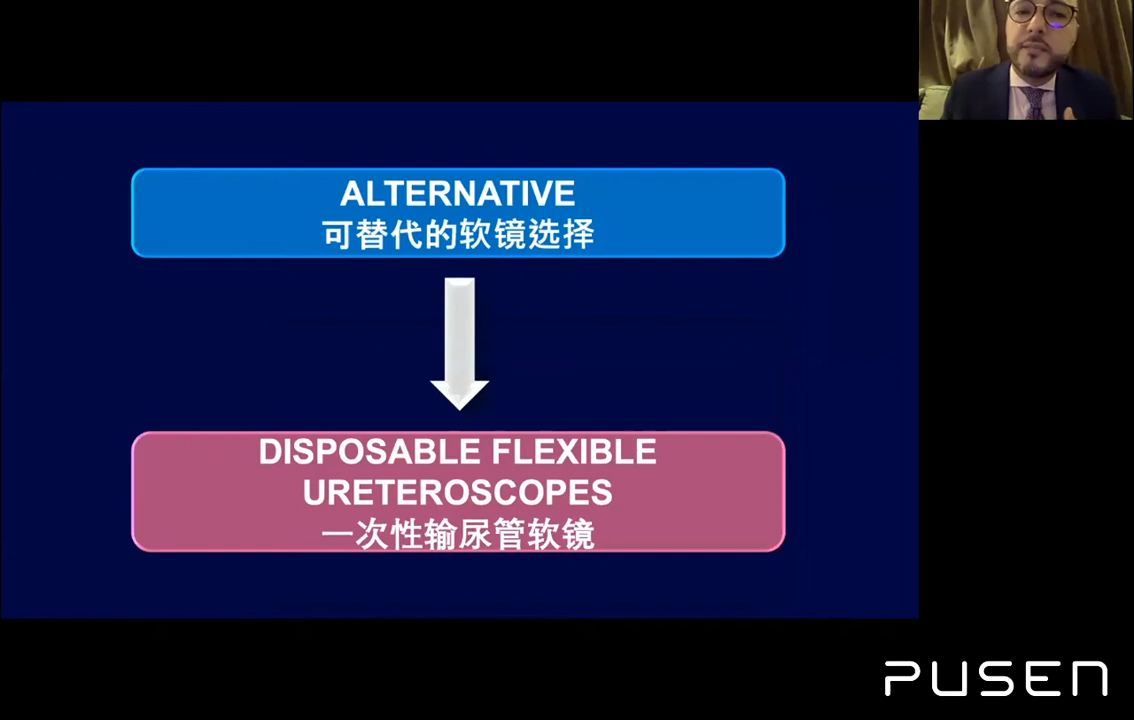 ALTERNATIVE
可替代的软镜选择
DISPOSABLE FLEXIBLE
URETEROSCOPES
一次性输尿管软镜
PUSEN